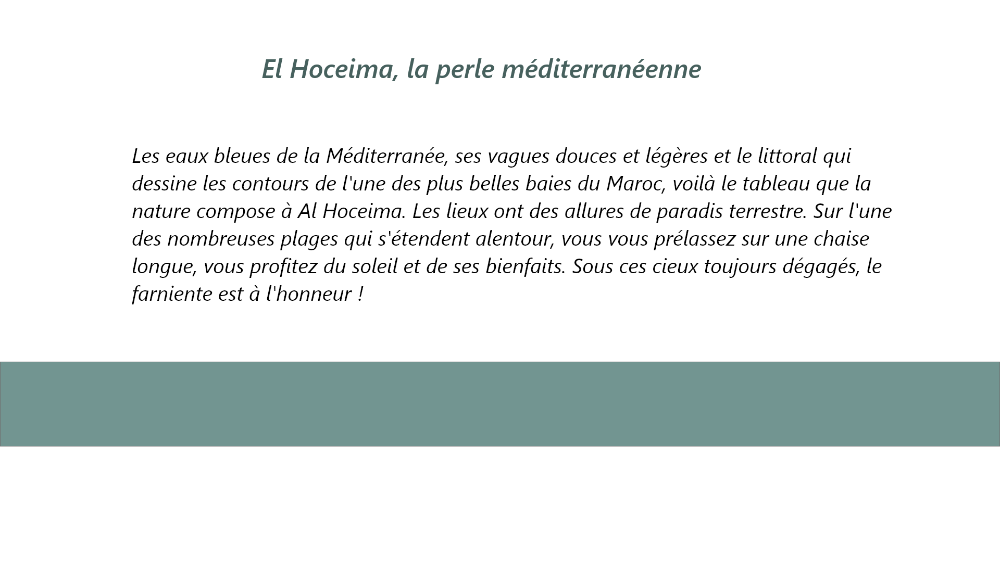 El Hoceima, la perle méditerranéenne
Les eaux bleues de la Méditerranée, ses vagues douces et légères et le littoral qui
dessine les contours de l'une des plus belles baies du Maroc, voilà le tableau que la
nature compose à Al Hoceima. Les lieux ont des allures de paradis terrestre. Sur l'une
des nombreuses plages qui s'étendent alentour, vous vous prélassez sur une chaise
longue, vous profitez du soleil et de ses bienfaits. Sous ces cieux toujours dégagés, le
farniente est à l'honneur !